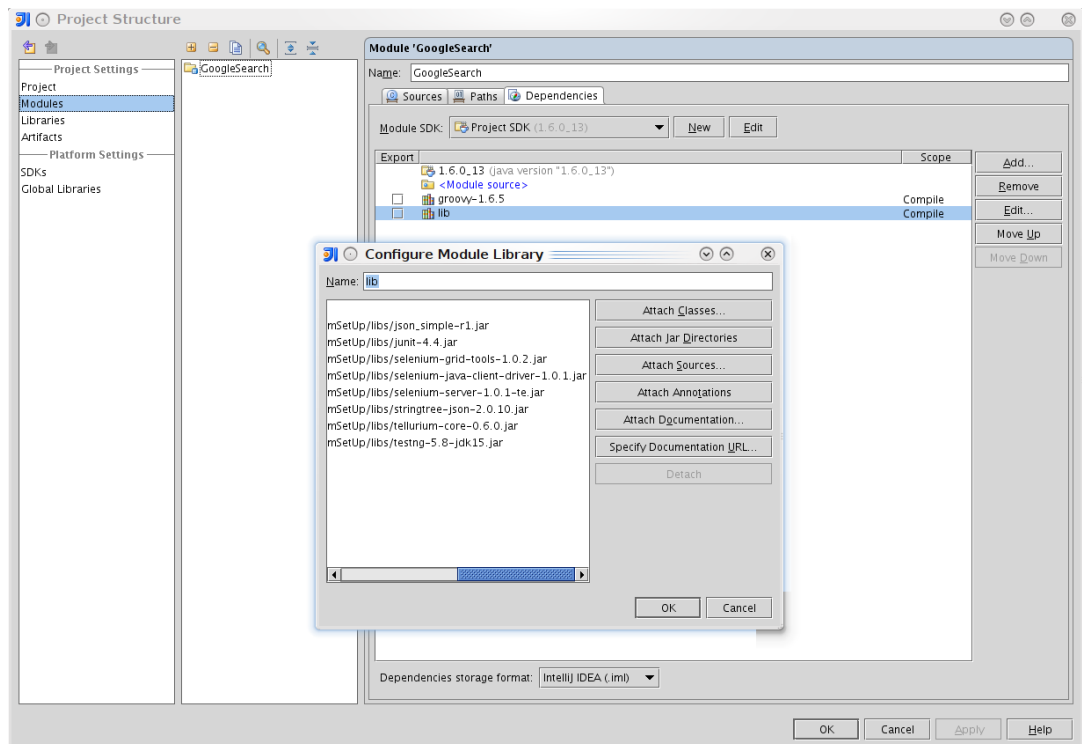 Project Structure
Project Settings
Project
Modules
Libraries
Artifacts
Platform Settings
SDKs
Global Libraries
GoogleSearch
Module 'GoogleSearch'
Name: GoogleSearch
Sources Paths Dependencies
Module SDK: Project SDK (1.6.0_13) New Edit
Export Scope
1.6.0_13 (java version "1.6.0_13")
<Module source>
groovy-1.6.5 Compile
lib Compile
Add...
Remove
Edit...
Move Up
Move Down
Configure Module Library
Name: lib
mSetUp/libs/json_simple-r1.jar
mSetUp/libs/junit-4.4.jar
mSetUp/libs/selenium-grid-tools-1.0.2.jar
mSetUp/libs/selenium-java-client-driver-1.0.1.jar
mSetUp/libs/selenium-server-1.0.1-te.jar
mSetUp/libs/stringtree-json-2.0.10.jar
mSetUp/libs/tellurium-core-0.6.0.jar
mSetUp/libs/testng-5.8-jdk15.jar
Attach Classes...
Attach Jar Directories
Attach Sources...
Attach Annotations
Attach Documentation...
Specify Documentation URL...
Detach
OK Cancel
Dependencies storage format: IntelliJ IDEA (.iml)
OK Cancel Apply Help